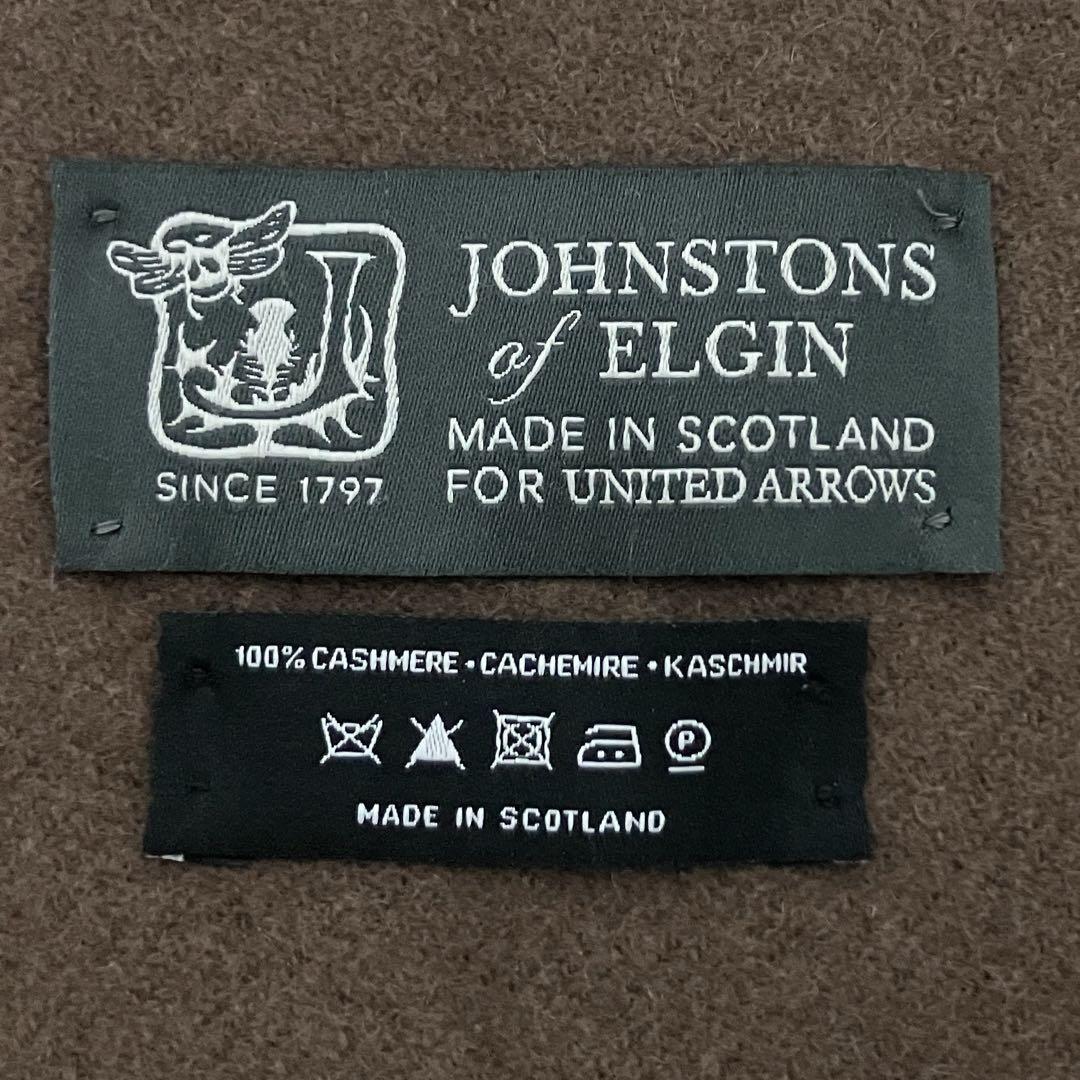 JOHNSTONS
of ELGIN
MADE IN SCOTLAND
FOR UNITED ARROWS
SINCE 1797
100% CASHMERE • CACHEMIRE • KASCHMIR
P
MADE IN SCOTLAND